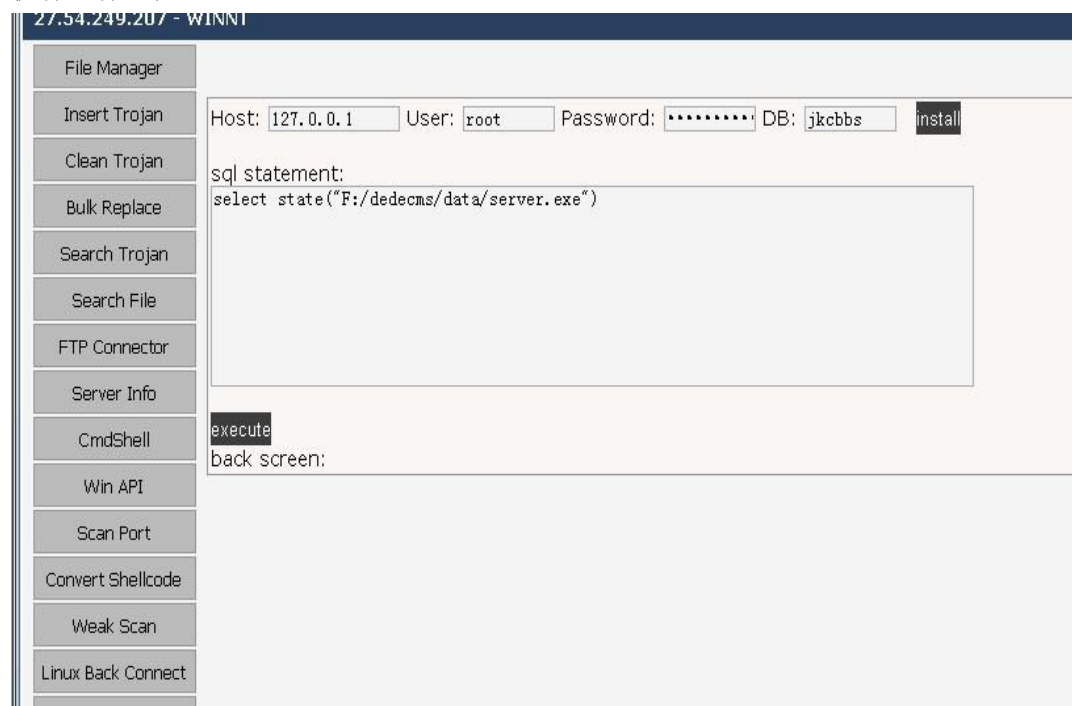 27.54.249.207 - WINNT
File Manager
Insert Trojan
Clean Trojan
Bulk Replace
Search Trojan
Search File
FTP Connector
Server Info
CmdShell
Win API
Scan Port
Convert Shellcode
Weak Scan
Linux Back Connect
Host: 127.0.0.1 User: root Password: ••••••••• DB: jkcbbs install
sql statement:
select state("F:/dedecms/data/server.exe")
execute
back screen: